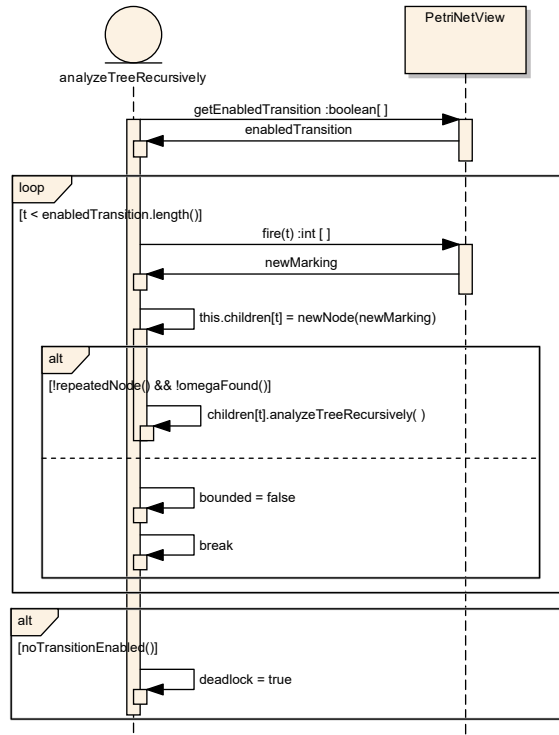 PetriNetView
analyzeTreeRecursively
getEnabledTransition :boolean[ ]
enabledTransition
loop
[t < enabledTransition.length()]
fire(t) :int [ ]
newMarking
this.children[t] = newNode(newMarking)
alt
[!repeatedNode() && !omegaFound()]
children[t].analyzeTreeRecursively( )
bounded = false
break
alt
[noTransitionEnabled()]
deadlock = true